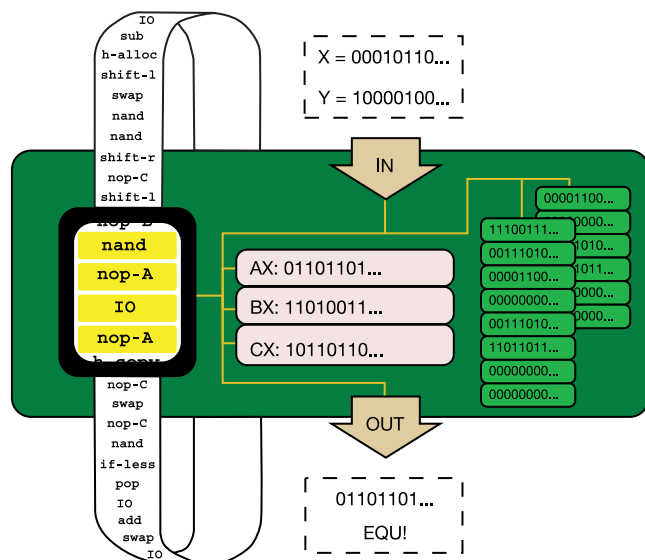 IO
sub
h-alloc
shift-l
swap
nand
nand
shift-r
nop-C
shift-l
nand
nop-A
IO
nop-A
h-copy
nop-C
swap
nop-C
nand
if-less
pop
IO
add
swap
IO
X = 00010110...
Y = 10000100...
IN
AX: 01101101...
BX: 11010011...
CX: 10110110...
OUT
01101101...
EQU!
11100111...
00111010...
00001100...
00000000...
00111010...
11011011...
00000000...
00000000...
00001100...